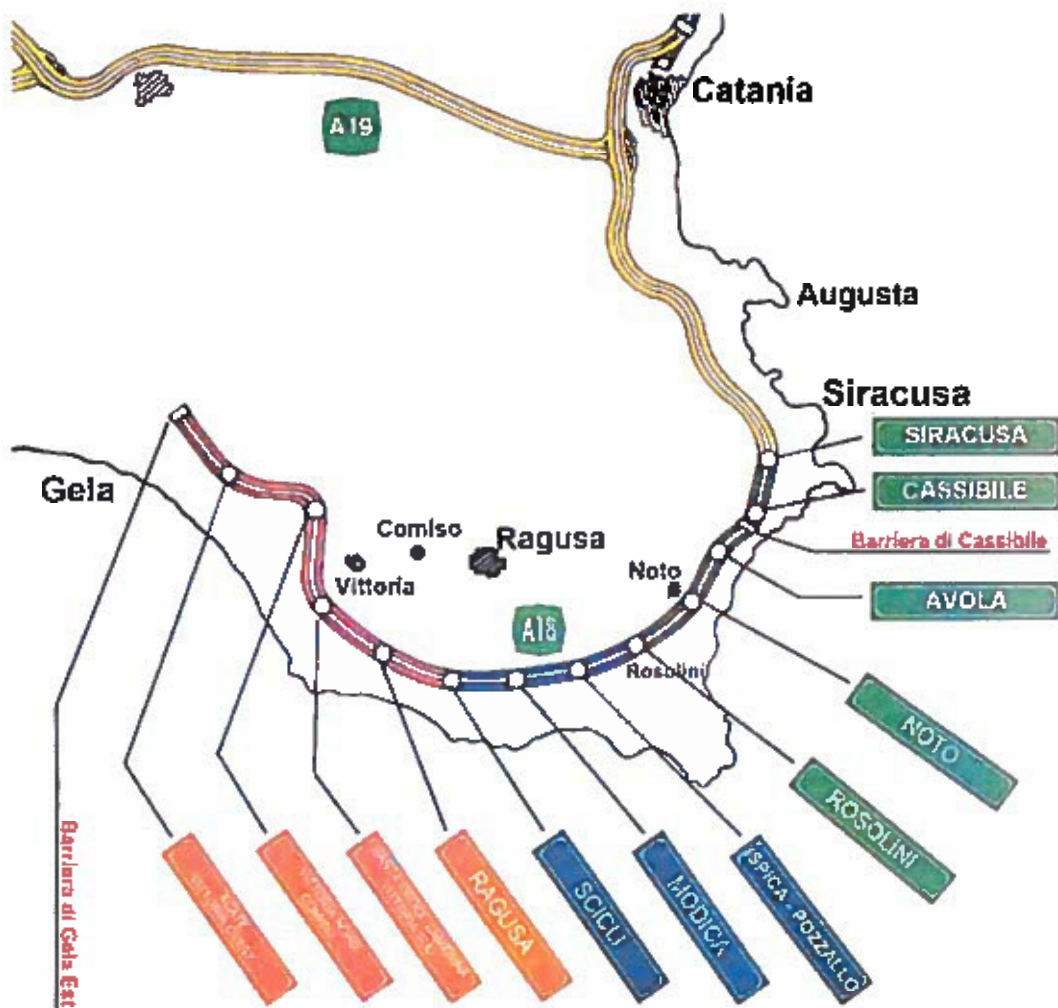 Catania
A19
Augusta
Siracusa
SIRACUSA
Gela
CASSIBILE
Comiso
Ragusa
Barriera di Cassibile
Vittoria
Noto
AVOLA
A18
Rosolini
NOTO
ROSOLINI
ISPICA - POZZALLO
MODICA
SCICLI
RAGUSA
Barriera di Gela Est